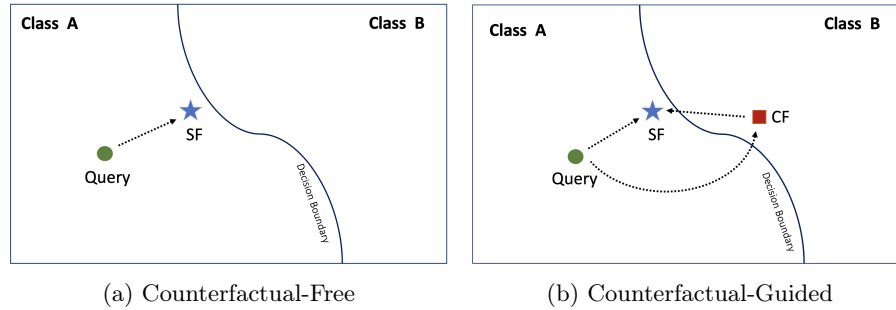 Class A
Class B
SF
Query
Decision Boundary
(a) Counterfactual-Free
Class A
Class B
CF
SF
Query
Decision Boundary
(b) Counterfactual-Guided